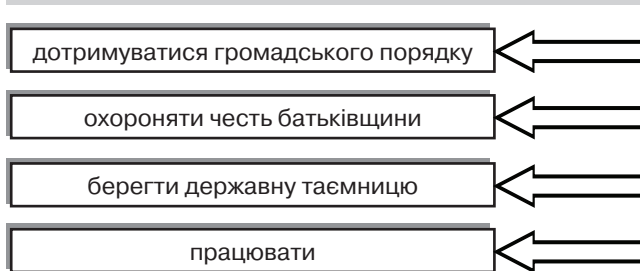 дотримуватися громадського порядку
охороняти честь батьківщини
берегти державну таємницю
працювати